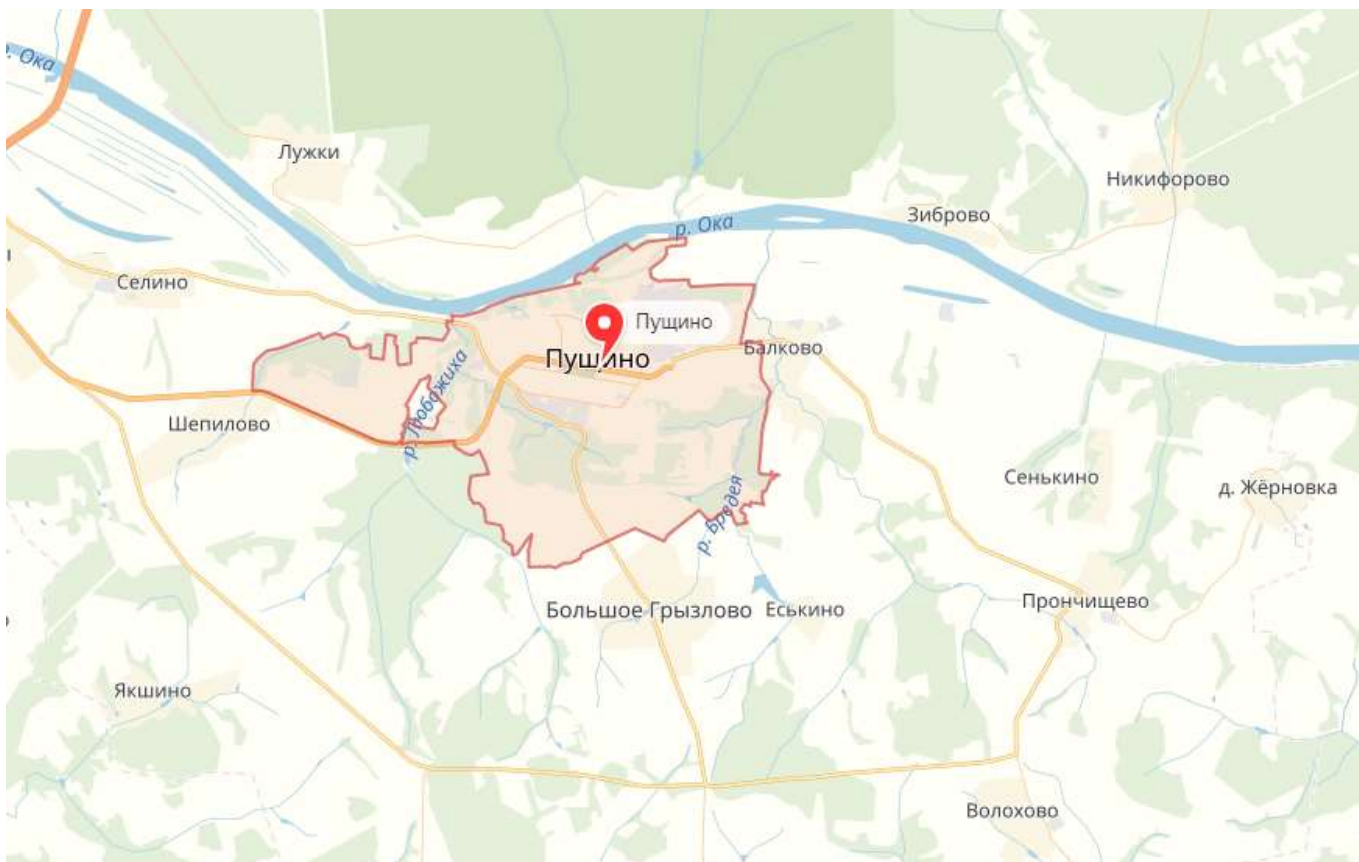 р. Ока
Лужки
Никифорово
Зиброво
р. Ока
Селино
Пущино
Балково
Пущино
р. Любожиха
Шепилово
Сенькино
д. Жёрновка
р. Бредея
Прончищево
Большое Грызлово
Еськино
Якшино
Волохово